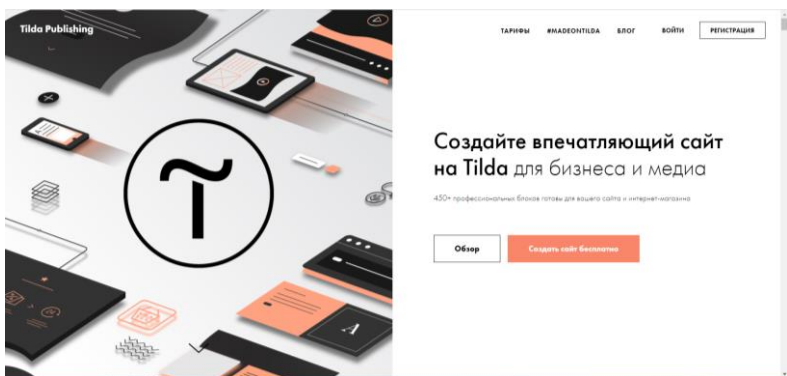 Tilda Publishing
ТАРИФЫ #MADEONTILDA БЛОГ ВОЙТИ РЕГИСТРАЦИЯ
Создайте впечатляющий сайт
на Tilda для бизнеса и медиа
450+ профессиональных блоков готовы для вашего сайта и интернет-магазина
Обзор Создать сайт бесплатно
A